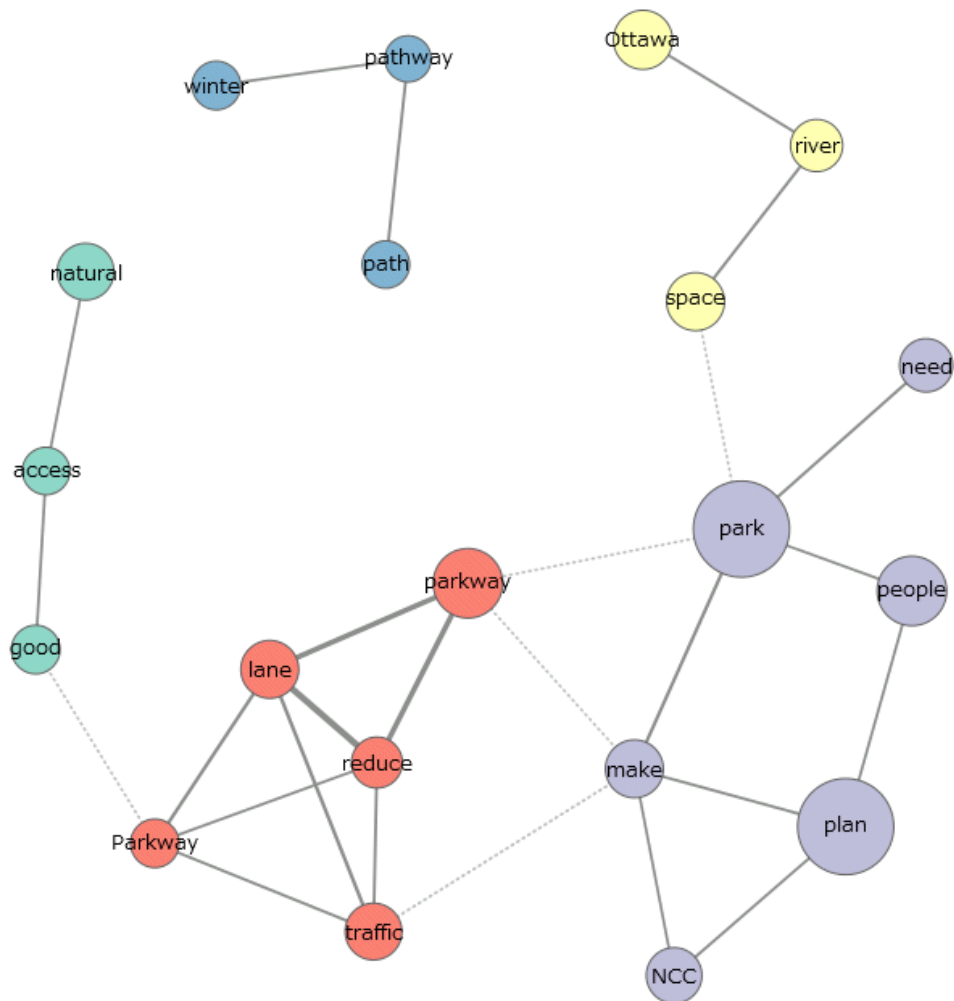 Ottawa
pathway
winter
river
path
natural
space
need
access
park
parkway
people
good
lane
reduce
make
plan
Parkway
traffic
NCC